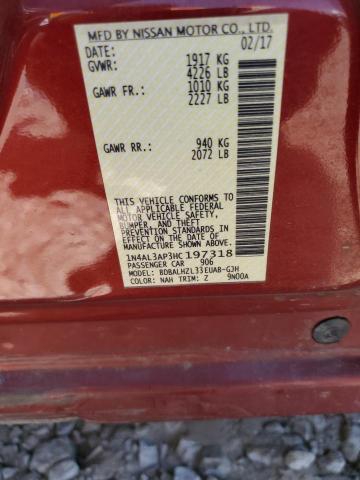 MFD BY NISSAN MOTOR CO., LTD.
DATE: 02/17
GVWR: 1917 KG
4226 LB
GAWR FR: 1010 KG
2227 LB
GAWR RR: 940 KG
2072 LB
THIS VEHICLE CONFORMS TO
ALL APPLICABLE FEDERAL
MOTOR VEHICLE SAFETY,
BUMPER, AND THEFT
PREVENTION STANDARDS IN
EFFECT ON THE DATE OF
MANUFACTURE SHOWN ABOVE.
1N4AL3AP3HC197318
PASSENGER CAR 906
MODEL: BDBALHZL33EUAB-GJH
COLOR: NAH TRIM: Z 9N00A